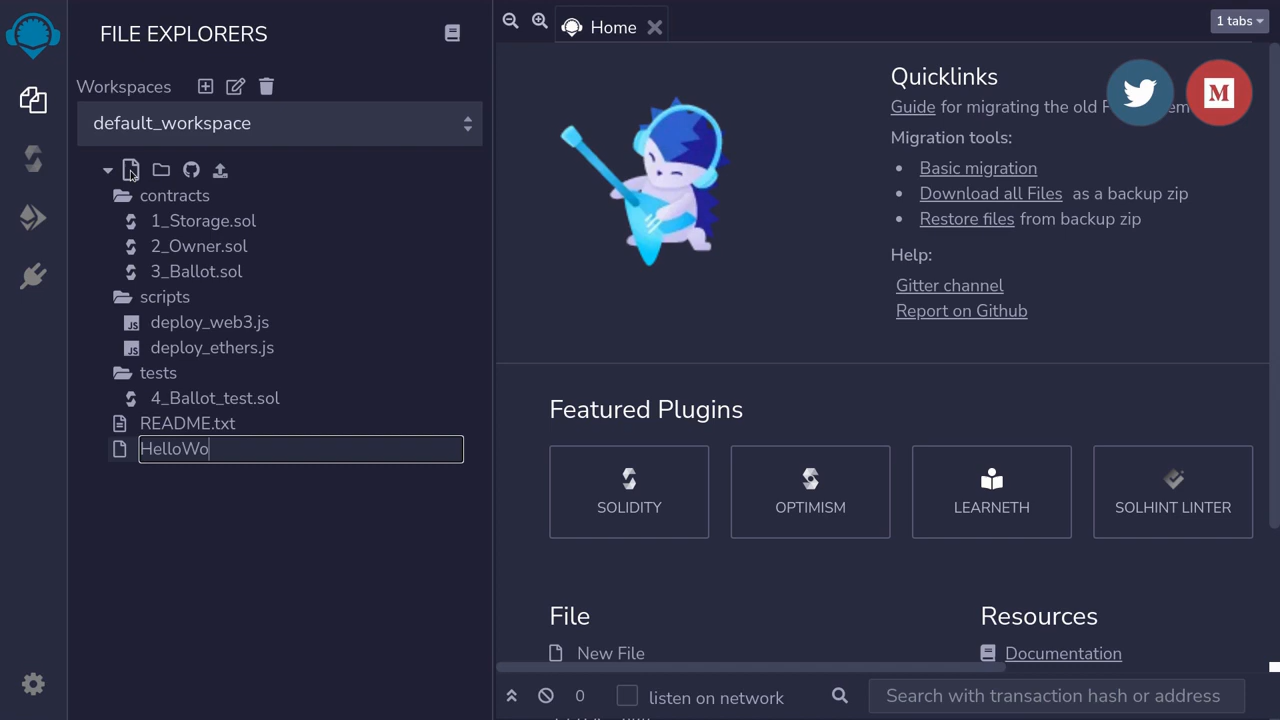 FILE EXPLORERS
Workspaces
default_workspace
contracts
1_Storage.sol
2_Owner.sol
3_Ballot.sol
scripts
JS deploy_web3.js
JS deploy_ethers.js
tests
4_Ballot_test.sol
README.txt
HelloWo
Home
1 tabs
Quicklinks
M
Guide for migrating the old
Migration tools:
Basic migration
Download all Files as a backup zip
Restore files from backup zip
Help:
Gitter channel
Report on Github
Featured Plugins
SOLIDITY
OPTIMISM
LEARNETH
SOLHINT LINTER
File
New File
Resources
Documentation
0
listen on network
Search with transaction hash or address